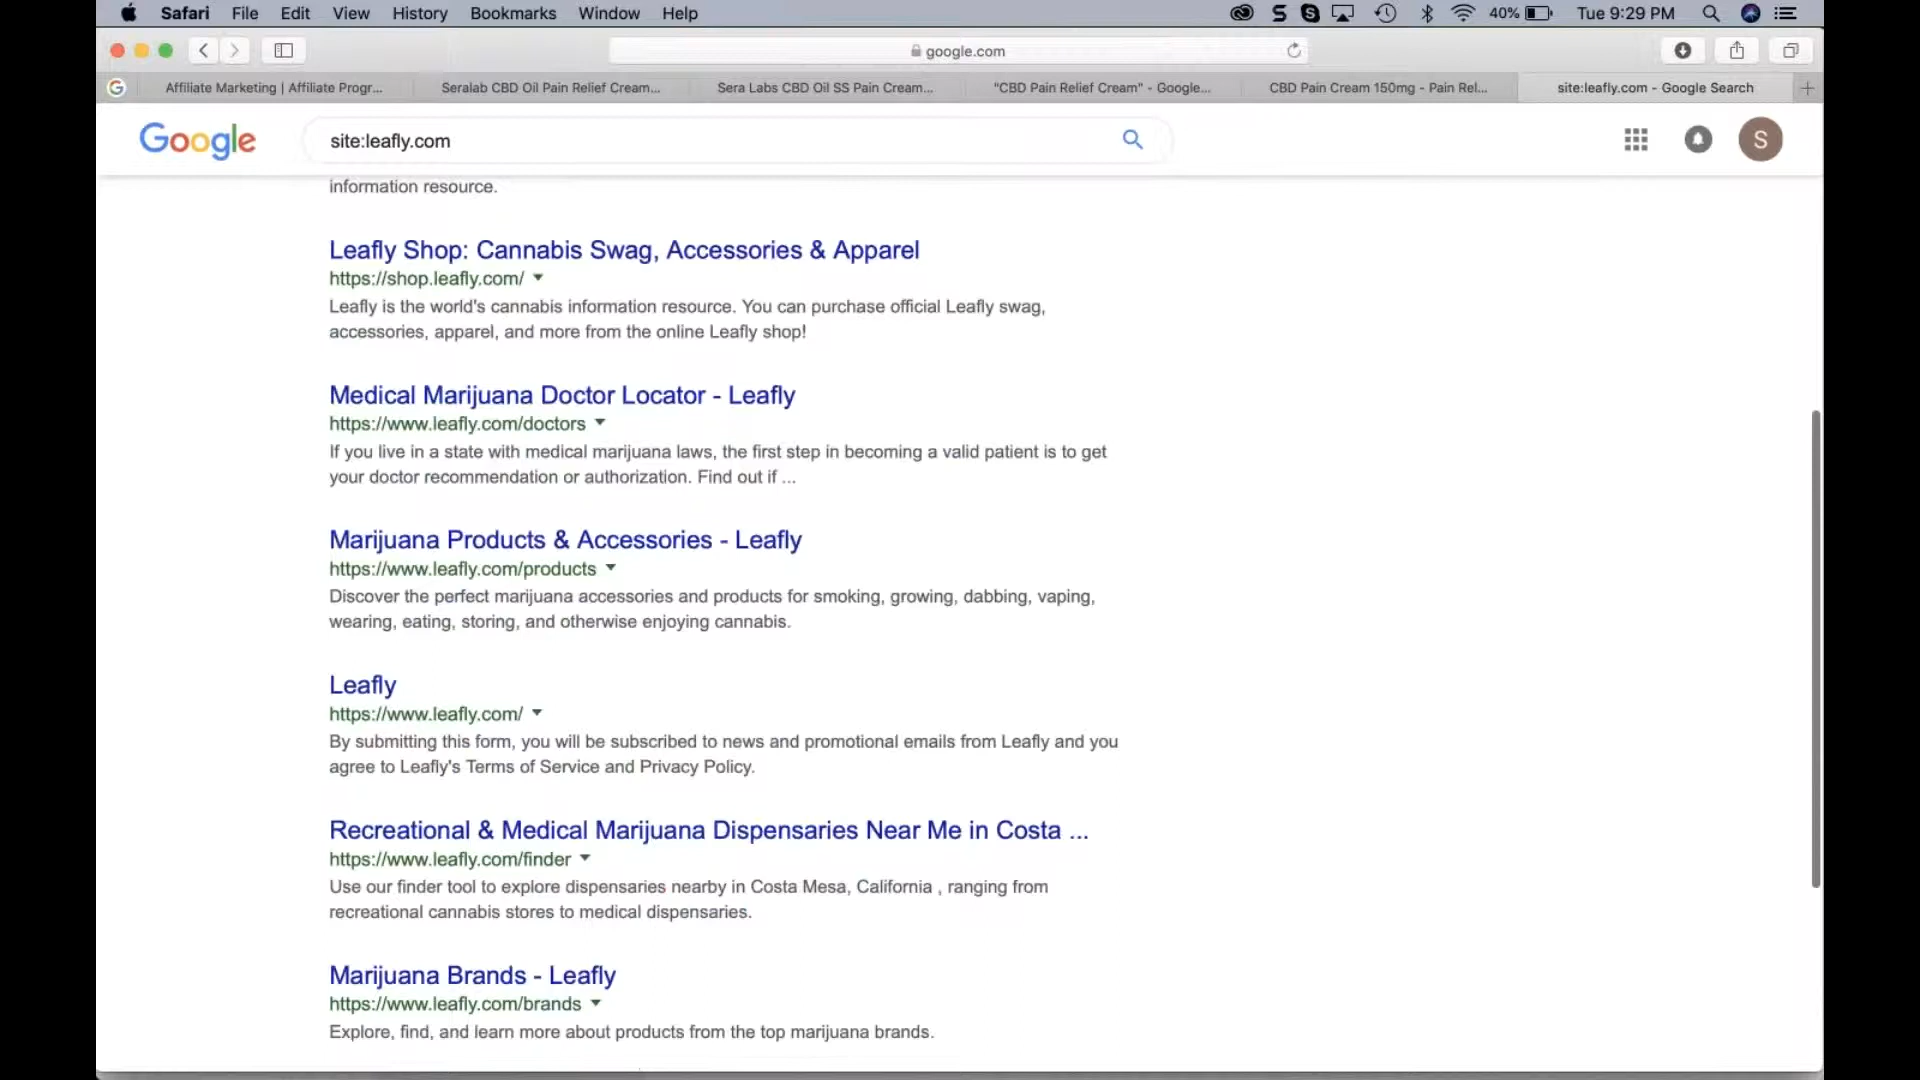 Safari File Edit View History Bookmarks Window Help 40% Tue 9:29 PM
google.com
Affiliate Marketing | Affiliate Progr... Seralab CBD Oil Pain Relief Cream... Sera Labs CBD Oil SS Pain Cream... "CBD Pain Relief Cream" - Google... CBD Pain Cream 150mg - Pain Rel... site:leafly.com - Google Search
Google site:leafly.com S
information resource.
Leafly Shop: Cannabis Swag, Accessories & Apparel
https://shop.leafly.com/
Leafly is the world's cannabis information resource. You can purchase official Leafly swag,
accessories, apparel, and more from the online Leafly shop!
Medical Marijuana Doctor Locator - Leafly
https://www.leafly.com/doctors
If you live in a state with medical marijuana laws, the first step in becoming a valid patient is to get
your doctor recommendation or authorization. Find out if ...
Marijuana Products & Accessories - Leafly
https://www.leafly.com/products
Discover the perfect marijuana accessories and products for smoking, growing, dabbing, vaping,
wearing, eating, storing, and otherwise enjoying cannabis.
Leafly
https://www.leafly.com/
By submitting this form, you will be subscribed to news and promotional emails from Leafly and you
agree to Leafly's Terms of Service and Privacy Policy.
Recreational & Medical Marijuana Dispensaries Near Me in Costa ...
https://www.leafly.com/finder
Use our finder tool to explore dispensaries nearby in Costa Mesa, California , ranging from
recreational cannabis stores to medical dispensaries.
Marijuana Brands - Leafly
https://www.leafly.com/brands
Explore, find, and learn more about products from the top marijuana brands.